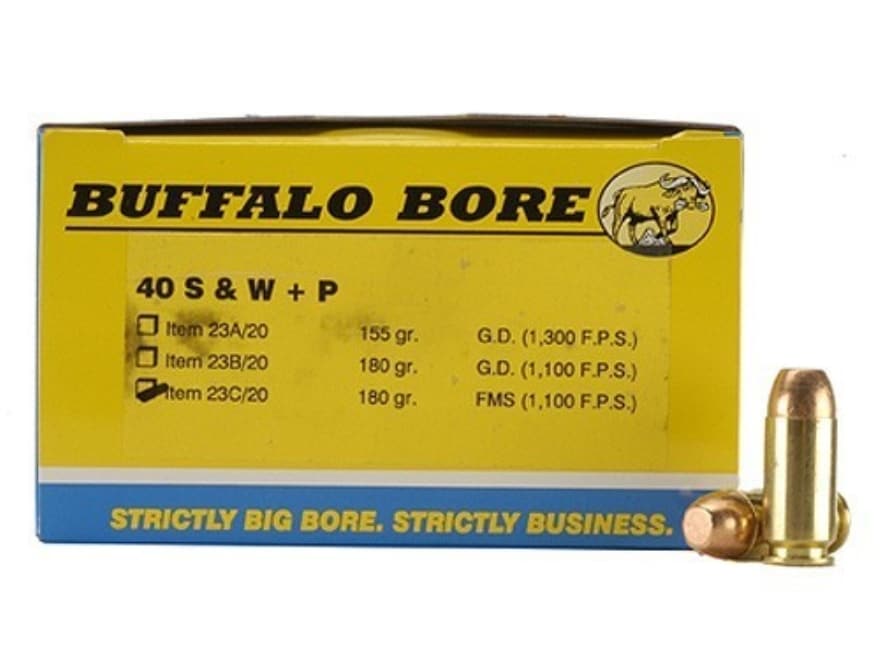 BUFFALO BORE
40 S & W + P
Item 23A/20 155 gr. G.D. (1,300 F.P.S.)
Item 23B/20 180 gr. G.D. (1,100 F.P.S.)
Item 23C/20 180 gr. FMS (1,100 F.P.S.)
STRICTLY BIG BORE. STRICTLY BUSINESS.